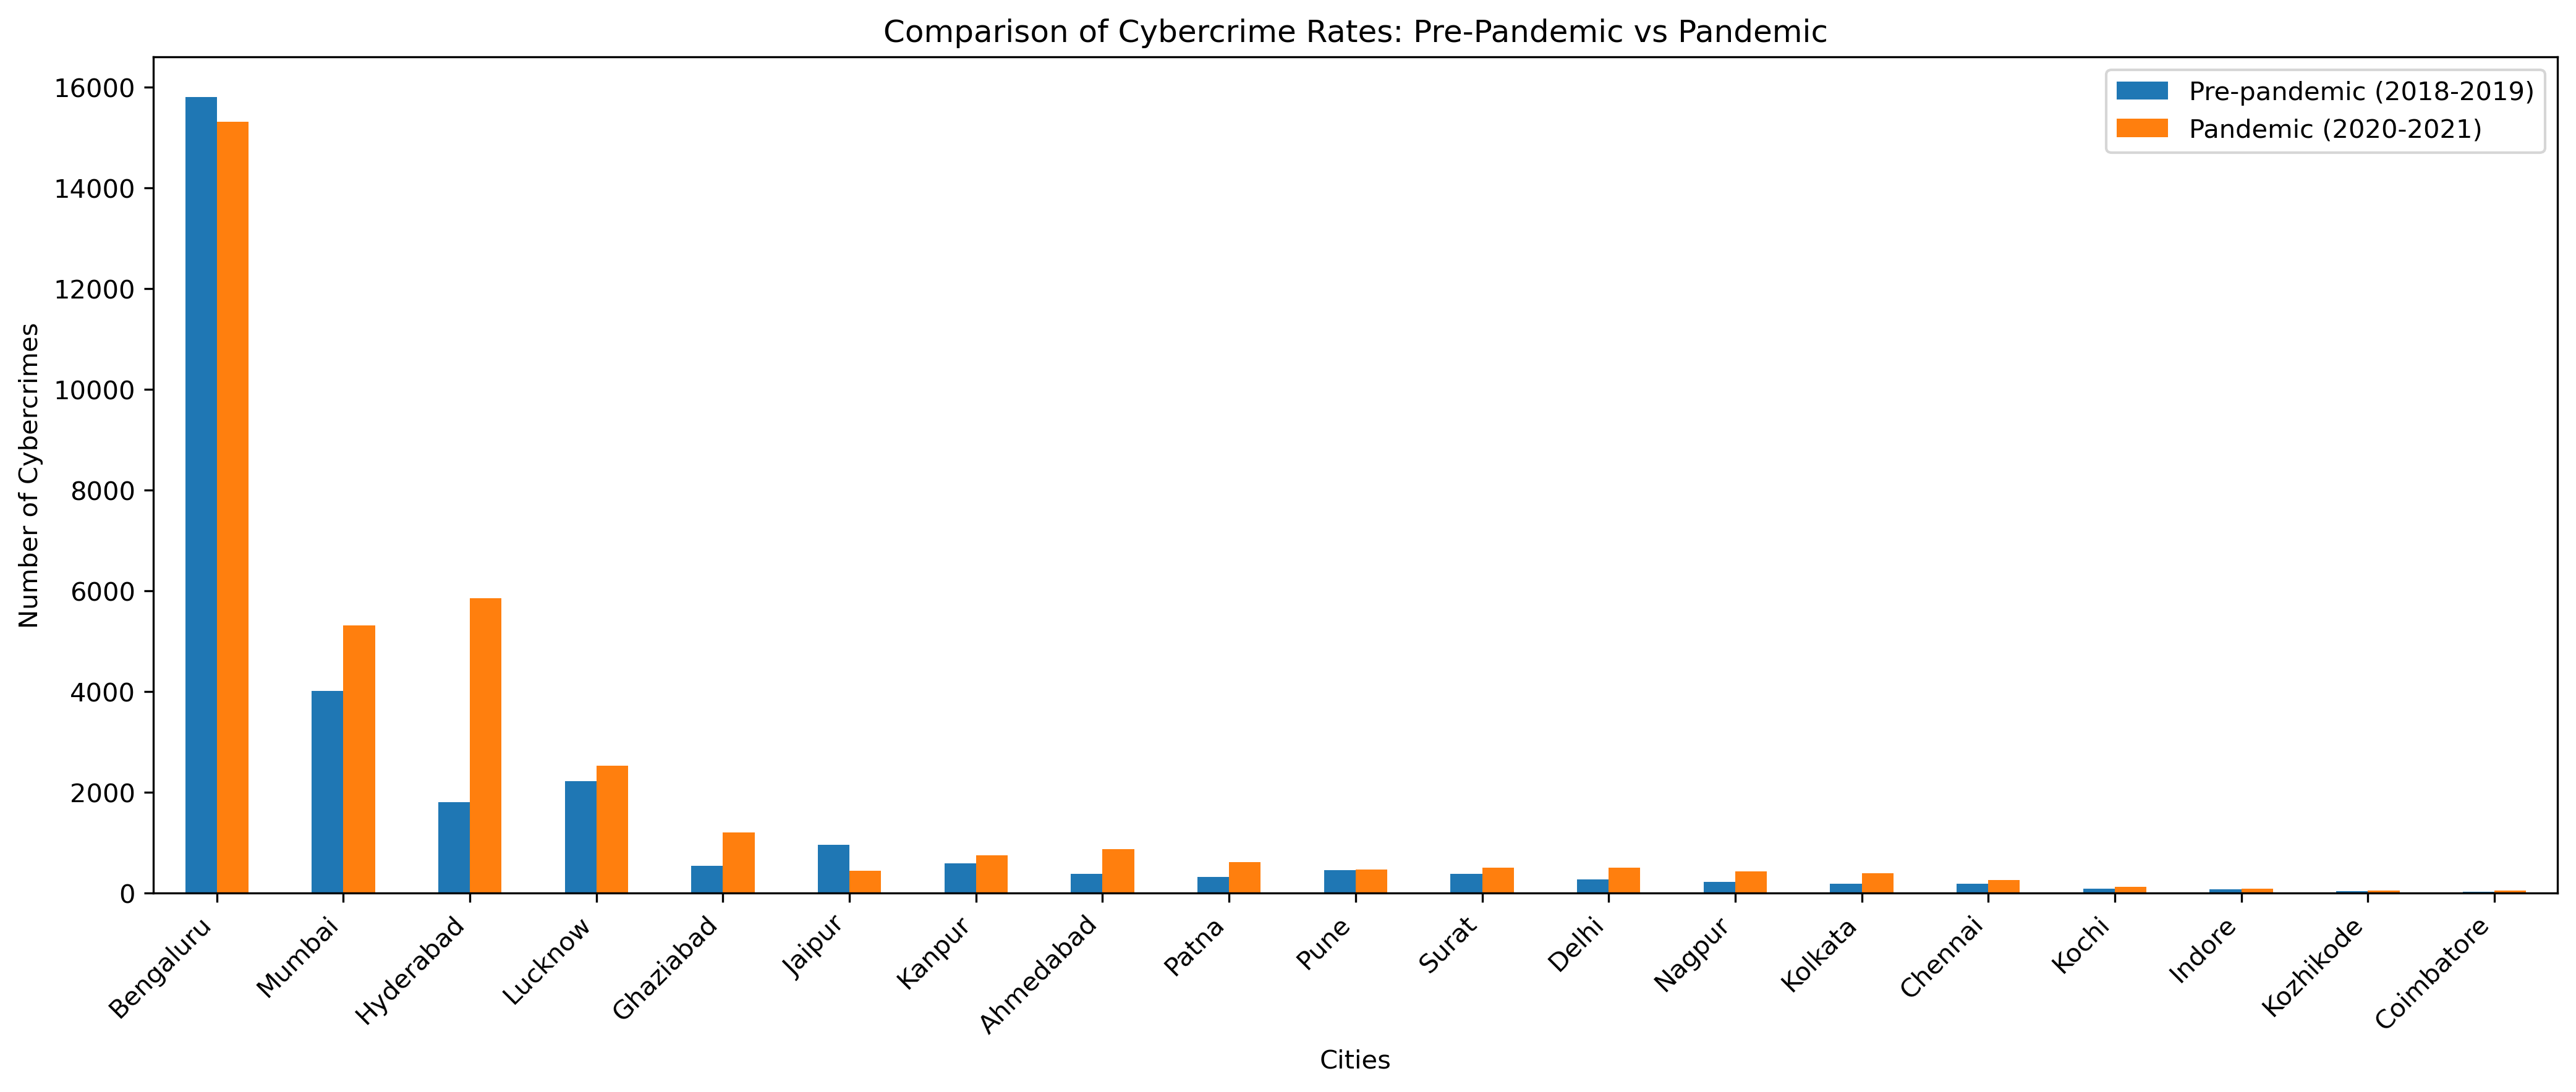 Comparison of Cybercrime Rates: Pre-Pandemic vs Pandemic
Pre-pandemic (2018-2019)
Pandemic (2020-2021)
Number of Cybercrimes
16000
14000
12000
10000
8000
6000
4000
2000
0
Bengaluru
Mumbai
Hyderabad
Lucknow
Ghaziabad
Jaipur
Kanpur
Ahmedabad
Patna
Pune
Surat
Delhi
Nagpur
Kolkata
Chennai
Kochi
Indore
Kozhikode
Coimbatore
Cities